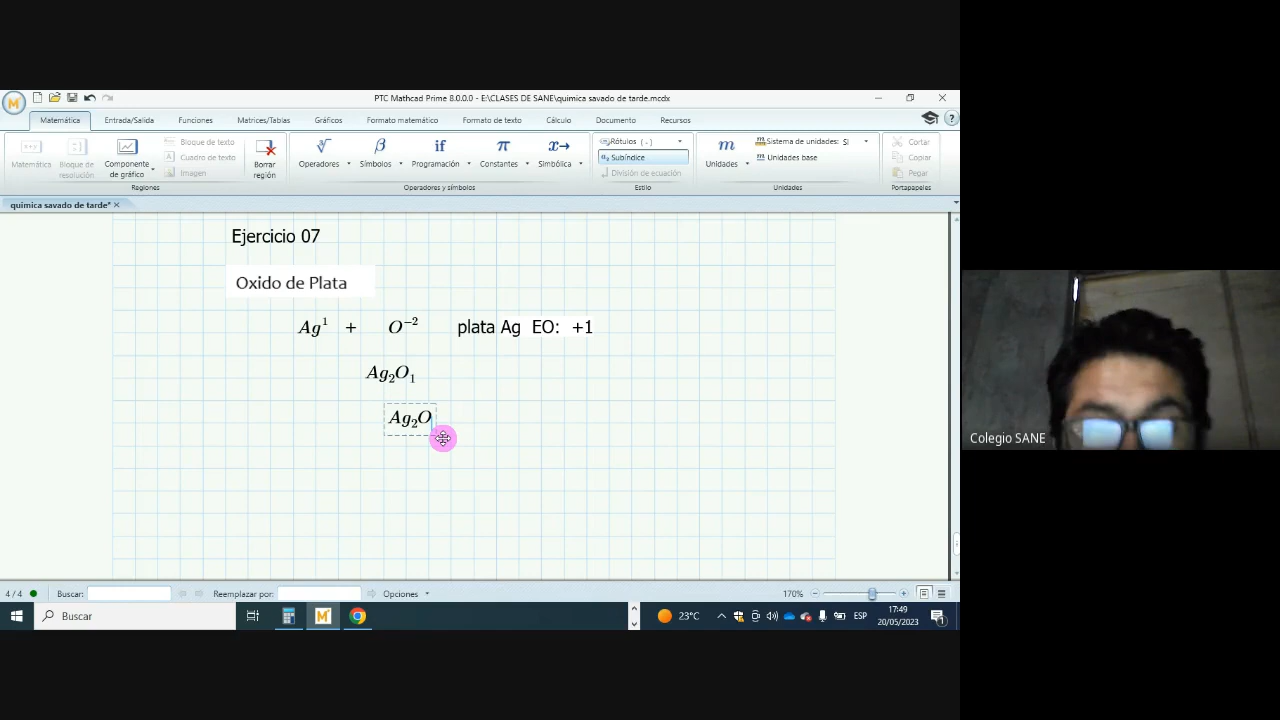 PTC Mathcad Prime 8.0.0.0 - E:\CLASES DE SANE\quimica savado de tarde.mcdx
Matemática Entrada/Salida Funciones Matrices/Tablas Gráficos Formato matemático Formato de texto Cálculo Documento Recursos
Matemática
Bloque de resolución
Componente de gráfico
Bloque de texto
Cuadro de texto
Imagen
Borrar región
Regiones
Operadores Símbolos Programación Constantes Simbólica
Operadores y símbolos
Rótulos ( - )
Subíndice
División de ecuación
Estilo
Unidades
Sistema de unidades: SI
Unidades base
Unidades
Cortar
Copiar
Pegar
Portapapeles
quimica savado de tarde*
Ejercicio 07
Oxido de Plata
Ag¹ + O⁻² plata Ag EO: +1
Ag₂O₁
Ag₂O
Colegio SANE
4/4 Buscar: Reemplazar por: Opciones 170%
Buscar 23°C ESP 17:49
20/05/2023 1